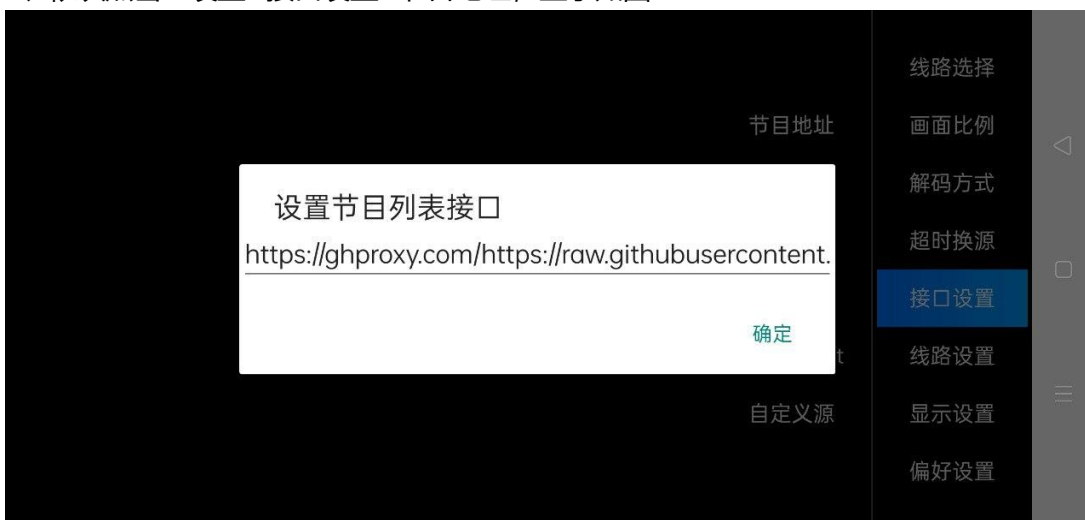 线路选择
节目地址
画面比例
解码方式
设置节目列表接口
超时换源
https://ghproxy.com/https://raw.githubusercontent.
接口设置
确定
线路设置
t
自定义源
显示设置
偏好设置